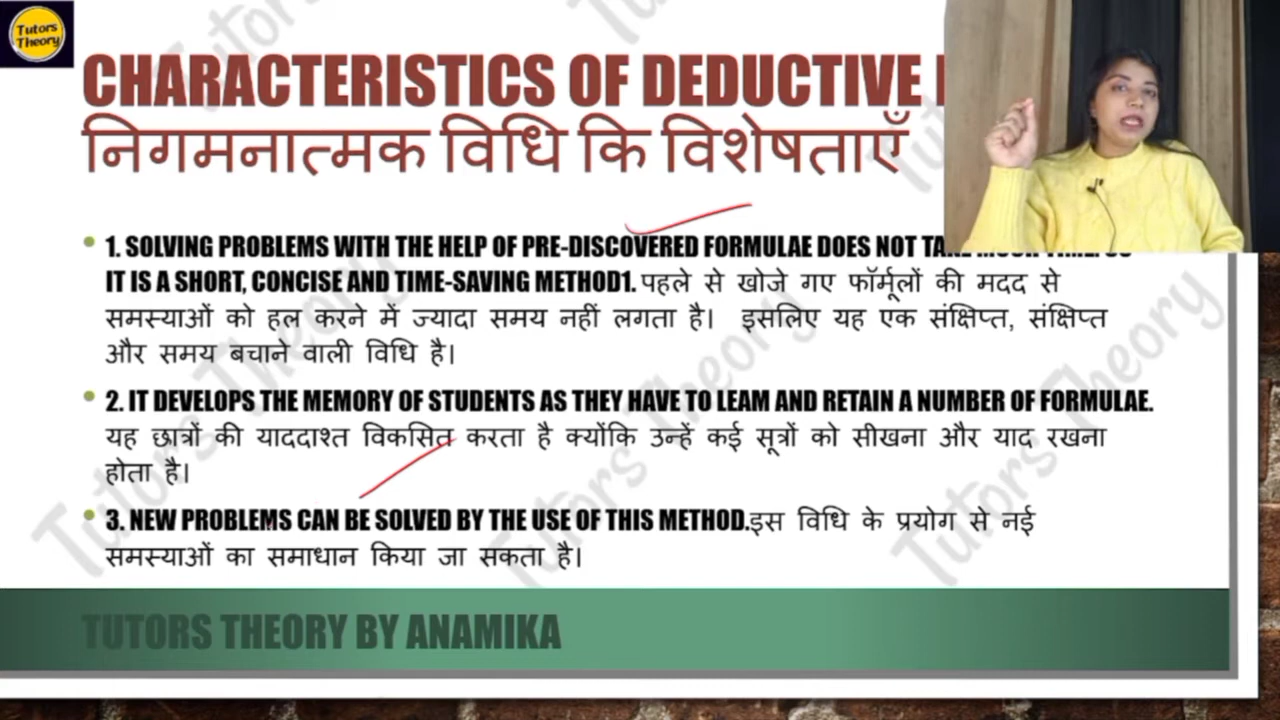 Tutors
Theory
CHARACTERISTICS OF DEDUCTIVE
निगमनात्मक विधि कि विशेषताएँ
1. SOLVING PROBLEMS WITH THE HELP OF PRE-DISCOVERED FORMULAE DOES NOT
IT IS A SHORT, CONCISE AND TIME-SAVING METHOD1. पहले से खोजे गए फॉर्मूलों की मदद से
समस्याओं को हल करने में ज्यादा समय नहीं लगता है। इसलिए यह एक संक्षिप्त, संक्षिप्त
और समय बचाने वाली विधि है।
2. IT DEVELOPS THE MEMORY OF STUDENTS AS THEY HAVE TO LEAM AND RETAIN A NUMBER OF FORMULAE.
यह छात्रों की याददाश्त विकसित करता है क्योंकि उन्हें कई सूत्रों को सीखना और याद रखना
होता है।
3. NEW PROBLEMS CAN BE SOLVED BY THE USE OF THIS METHOD.इस विधि के प्रयोग से नई
समस्याओं का समाधान किया जा सकता है।
TUTORS THEORY BY ANAMIKA